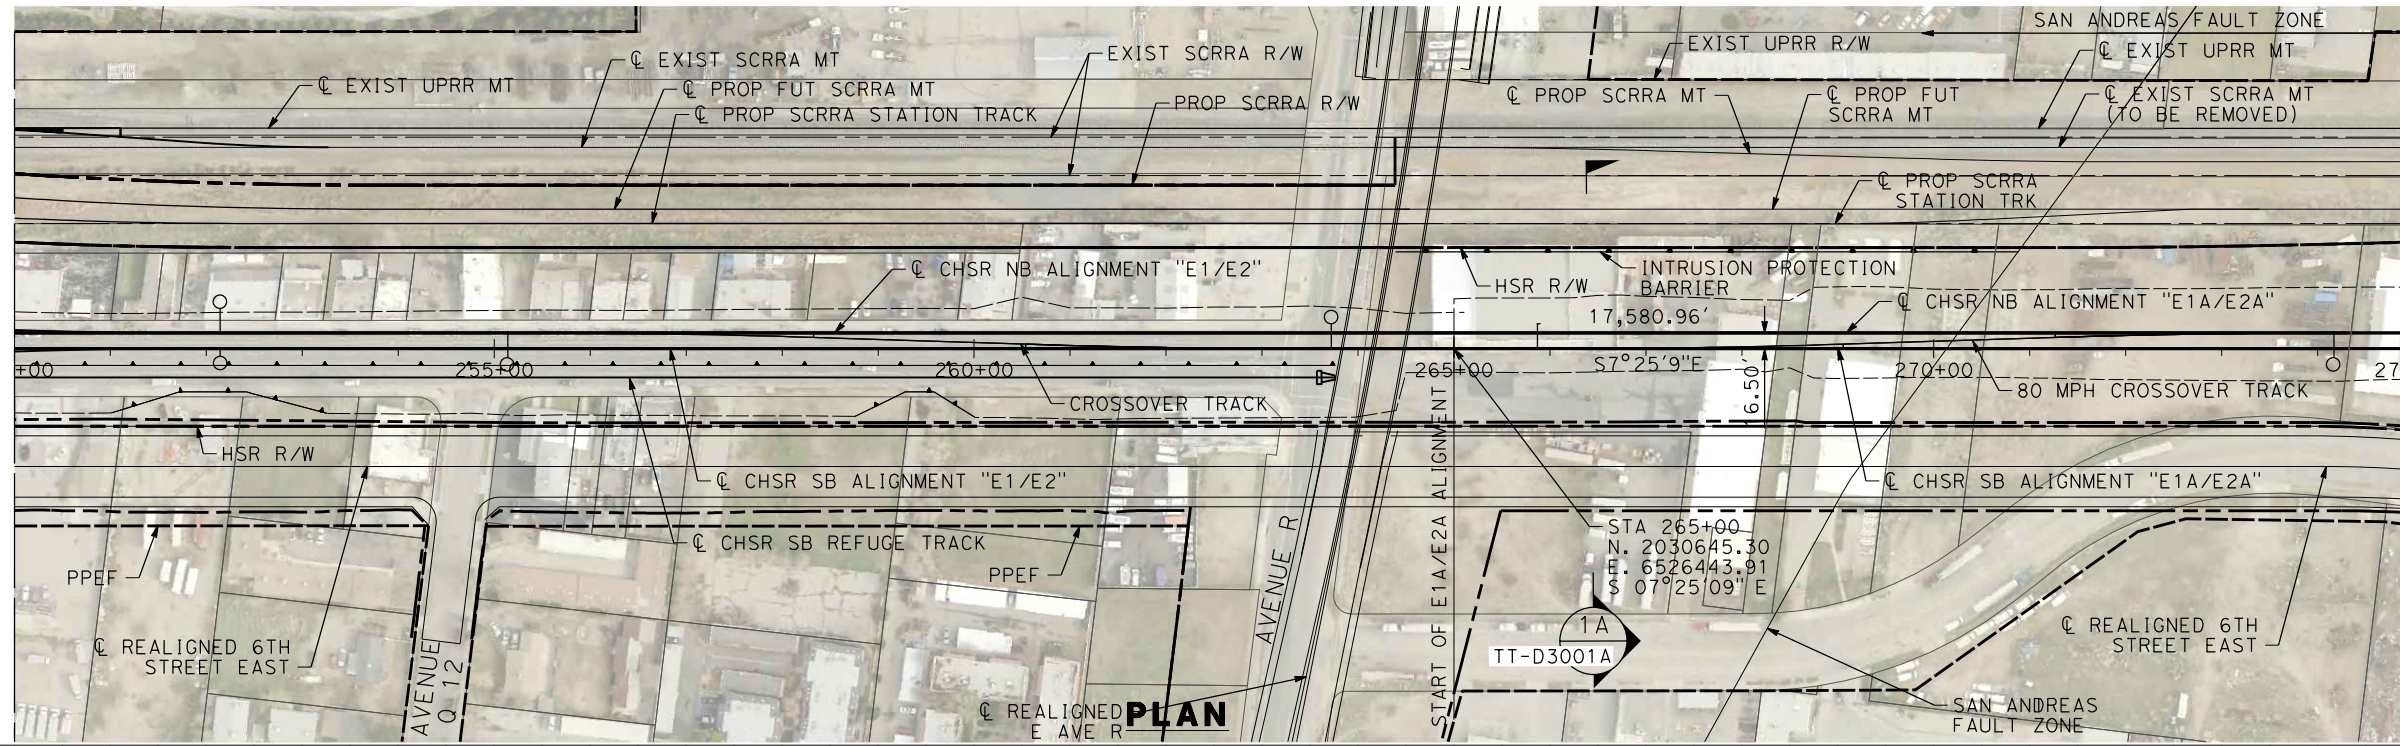 SAN ANDREAS FAULT ZONE
℄ EXIST SCRRA MT
EXIST SCRRA R/W
EXIST UPRR R/W
℄ EXIST UPRR MT
℄ EXIST UPRR MT
℄ PROP FUT SCRRA MT
PROP SCRRA R/W
℄ PROP SCRRA MT
℄ PROP FUT
SCRRA MT
℄ EXIST SCRRA MT
(TO BE REMOVED)
℄ PROP SCRRA STATION TRACK
℄ PROP SCRRA
STATION TRK
℄ CHSR NB ALIGNMENT "E1/E2"
INTRUSION PROTECTION
BARRIER
HSR R/W
℄ CHSR NB ALIGNMENT "E1A/E2A"
17,580.96'
S7°25'9"E
16.50'
+00
255+00
260+00
265+00
270+00
27
CROSSOVER TRACK
80 MPH CROSSOVER TRACK
HSR R/W
℄ CHSR SB ALIGNMENT "E1/E2"
℄ CHSR SB ALIGNMENT "E1A/E2A"
℄ CHSR SB REFUGE TRACK
PPEF
PPEF
AVENUE R
START OF E1A/E2A ALIGNMENT
STA 265+00
N. 2030645.30
E. 6526443.91
S 07°25'09" E
1A
TT-D3001A
℄ REALIGNED 6TH
STREET EAST
℄ REALIGNED 6TH
STREET EAST
AVENUE
Q 12
℄ REALIGNED
E AVE R
PLAN
SAN ANDREAS
FAULT ZONE